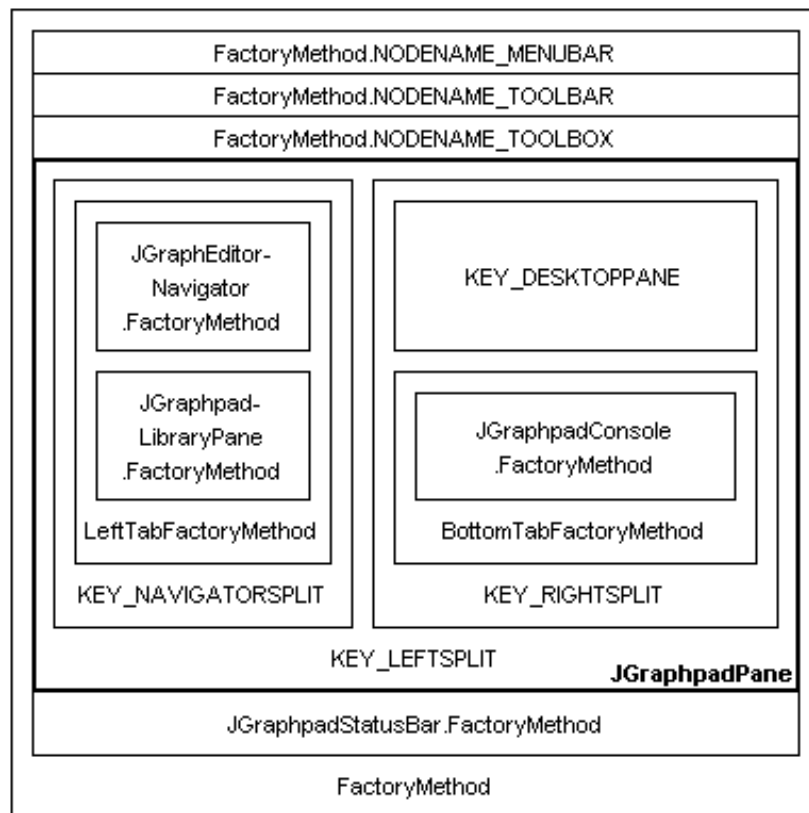 FactoryMethod.NODENAME_MENUBAR
FactoryMethod.NODENAME_TOOLBAR
FactoryMethod.NODENAME_TOOLBOX
JGraphEditor-
Navigator
.FactoryMethod
JGraphpad-
LibraryPane
.FactoryMethod
LeftTabFactoryMethod
KEY_NAVIGATORSPLIT
KEY_DESKTOPPANE
JGraphpadConsole
.FactoryMethod
BottomTabFactoryMethod
KEY_RIGHTSPLIT
KEY_LEFTSPLIT
JGraphpadPane
JGraphpadStatusBar.FactoryMethod
FactoryMethod